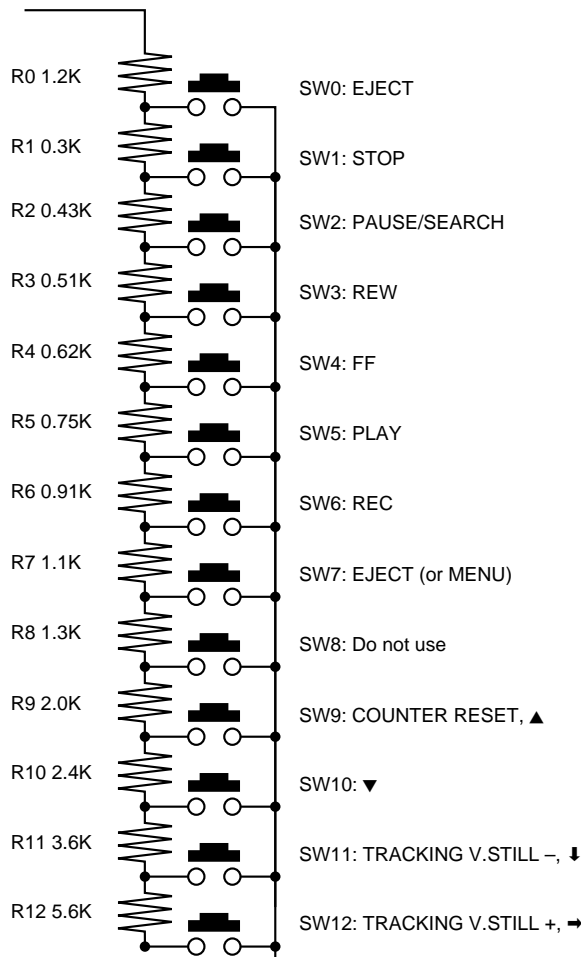 R0 1.2K
SW0: EJECT
R1 0.3K
SW1: STOP
R2 0.43K
SW2: PAUSE/SEARCH
R3 0.51K
SW3: REW
R4 0.62K
SW4: FF
R5 0.75K
SW5: PLAY
R6 0.91K
SW6: REC
R7 1.1K
SW7: EJECT (or MENU)
R8 1.3K
SW8: Do not use
R9 2.0K
SW9: COUNTER RESET, ▲
R10 2.4K
SW10: ▼
R11 3.6K
SW11: TRACKING V.STILL –, ⬇
R12 5.6K
SW12: TRACKING V.STILL +, ➡